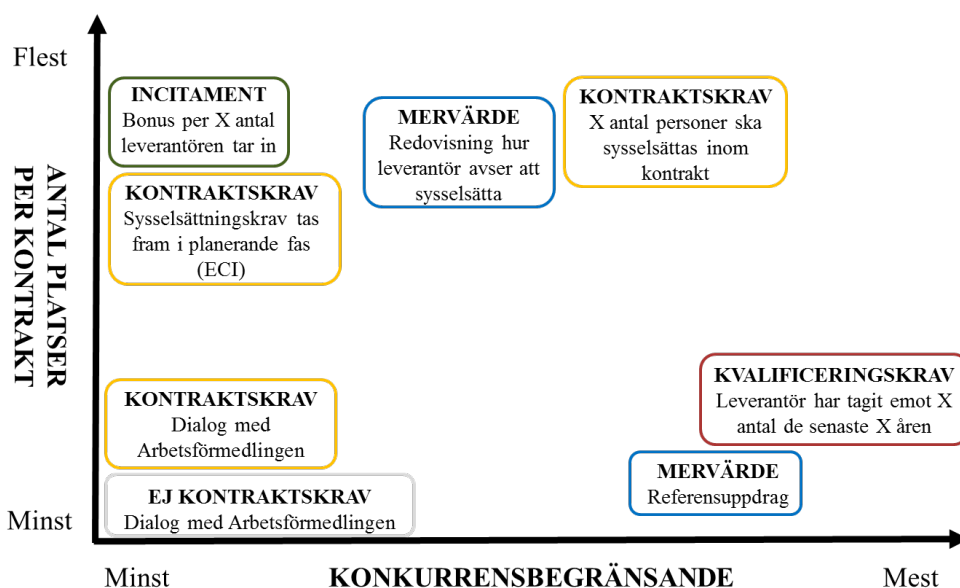 Flest
ANTAL PLATSER
PER KONTRAKT
Minst
INCITAMENT
Bonus per X antal
leverantören tar in
KONTRAKTSKRAV
Sysselsättningskrav tas
fram i planerande fas
(ECI)
MERVÄRDE
Redovisning hur
leverantör avser att
sysselsätta
KONTRAKTSKRAV
X antal personer ska
sysselsättas inom
kontrakt
KONTRAKTSKRAV
Dialog med
Arbetsförmedlingen
EJ KONTRAKTSKRAV
Dialog med Arbetsförmedlingen
KVALIFICERINGSKRAV
Leverantör har tagit emot X
antal de senaste X åren
MERVÄRDE
Referensuppdrag
Minst
KONKURRENSBEGRÄNSANDE
Mest